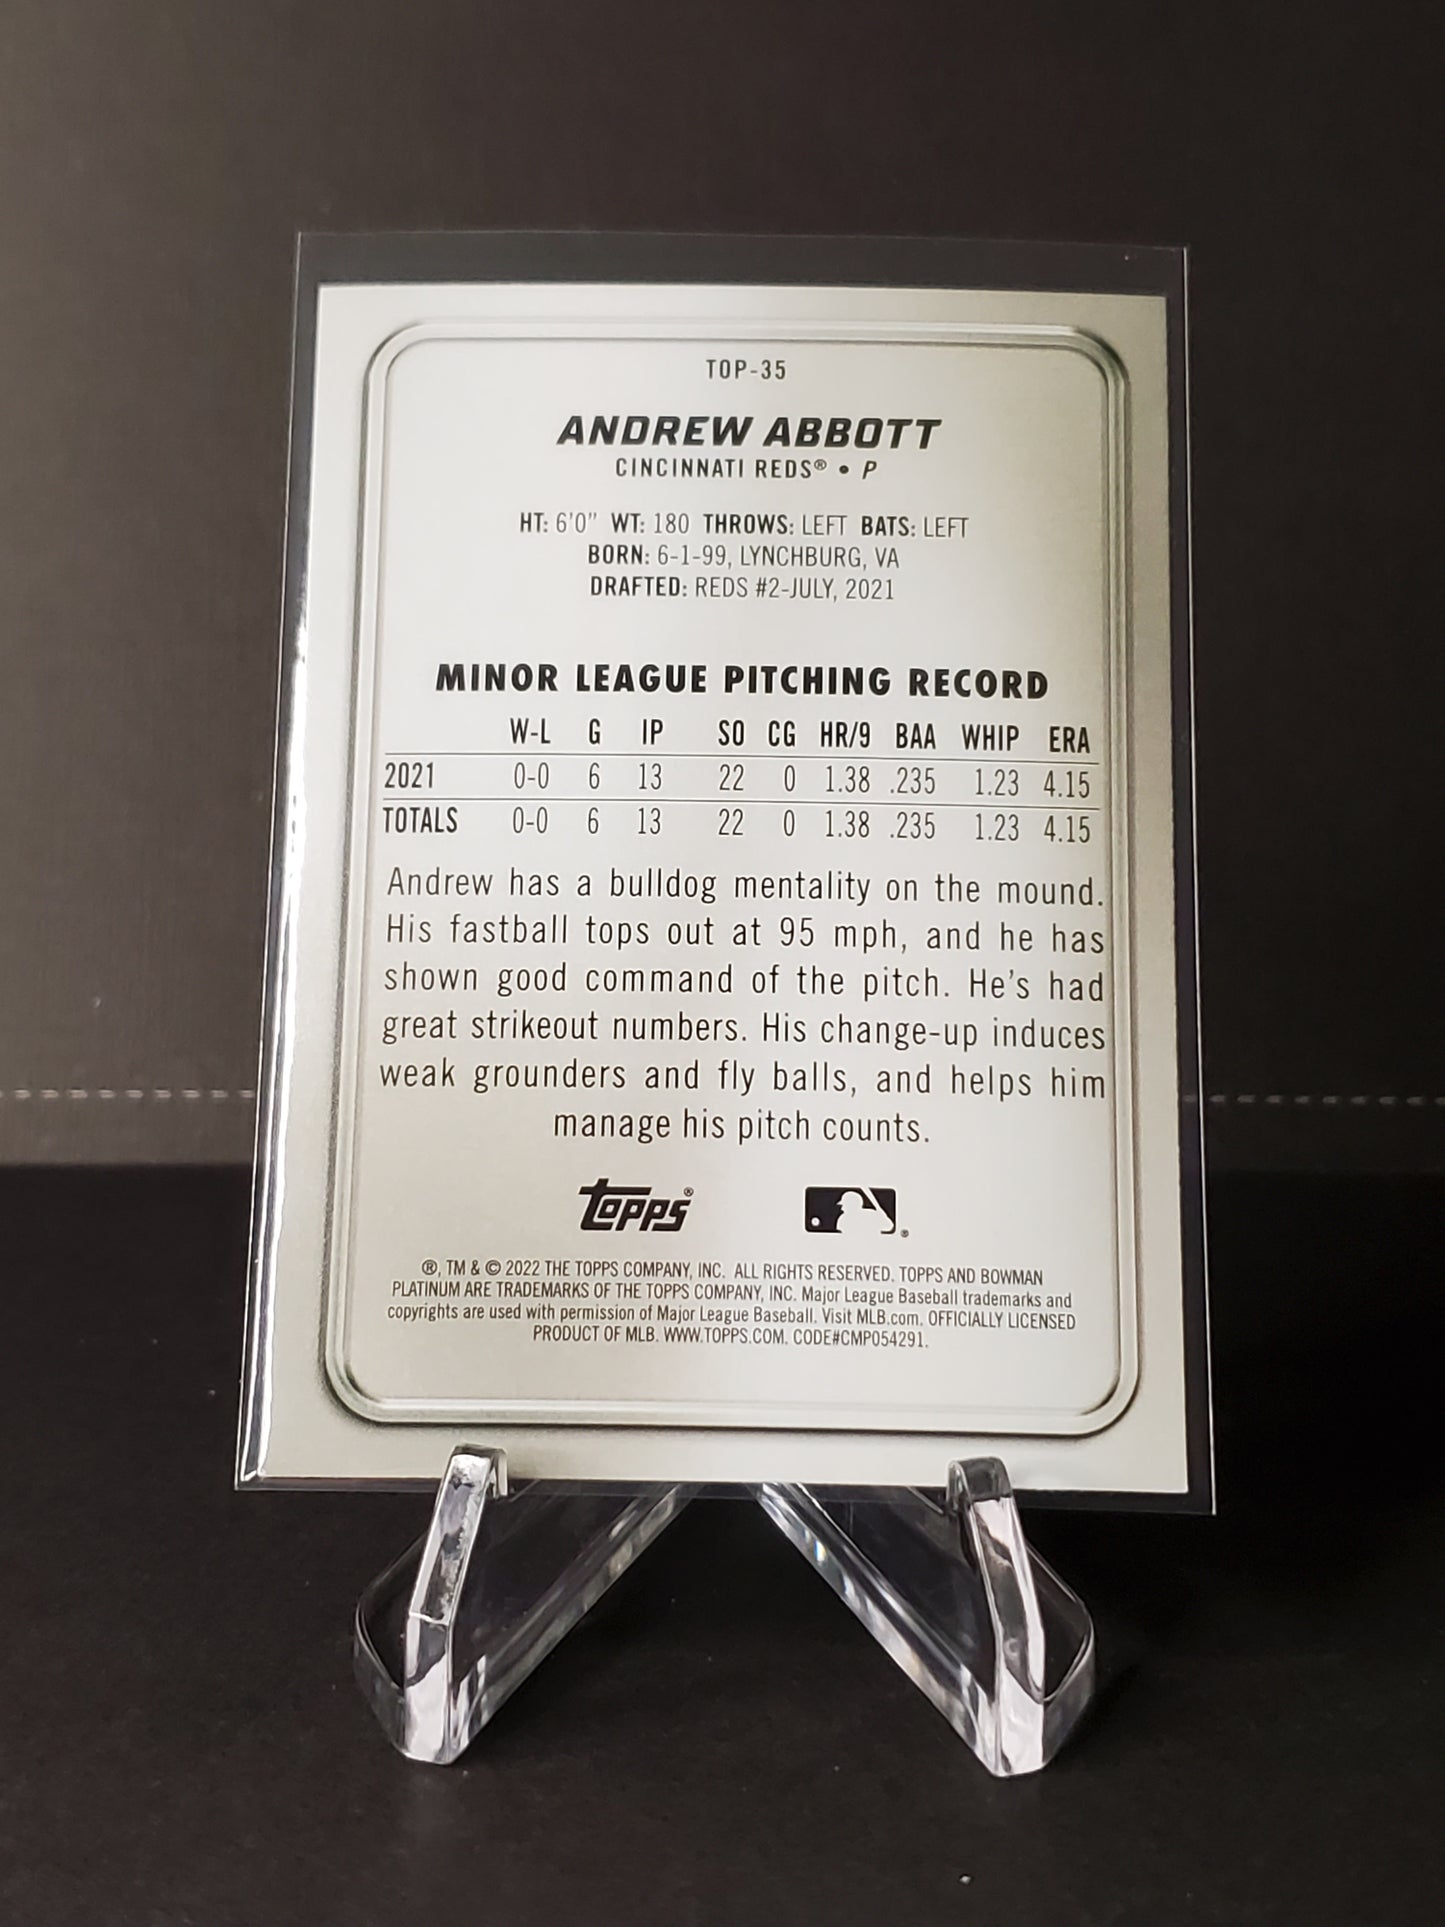 TOP-35
ANDREW ABBOTT
CINCINNATI REDS® • P
HT: 6'0" WT: 180 THROWS: LEFT BATS: LEFT
BORN: 6-1-99, LYNCHBURG, VA
DRAFTED: REDS #2-JULY, 2021
MINOR LEAGUE PITCHING RECORD
W-L G IP SO CG HR/9 BAA WHIP ERA
2021 0-0 6 13 22 0 1.38 .235 1.23 4.15
TOTALS 0-0 6 13 22 0 1.38 .235 1.23 4.15
Andrew has a bulldog mentality on the mound.
His fastball tops out at 95 mph, and he has
shown good command of the pitch. He's had
great strikeout numbers. His change-up induces
weak grounders and fly balls, and helps him
manage his pitch counts.
topps®
®
®, TM & © 2022 THE TOPPS COMPANY, INC. ALL RIGHTS RESERVED. TOPPS AND BOWMAN
PLATINUM ARE TRADEMARKS OF THE TOPPS COMPANY, INC. Major League Baseball trademarks and
copyrights are used with permission of Major League Baseball. Visit MLB.com. OFFICIALLY LICENSED
PRODUCT OF MLB. WWW.TOPPS.COM. CODE#CMP054291.